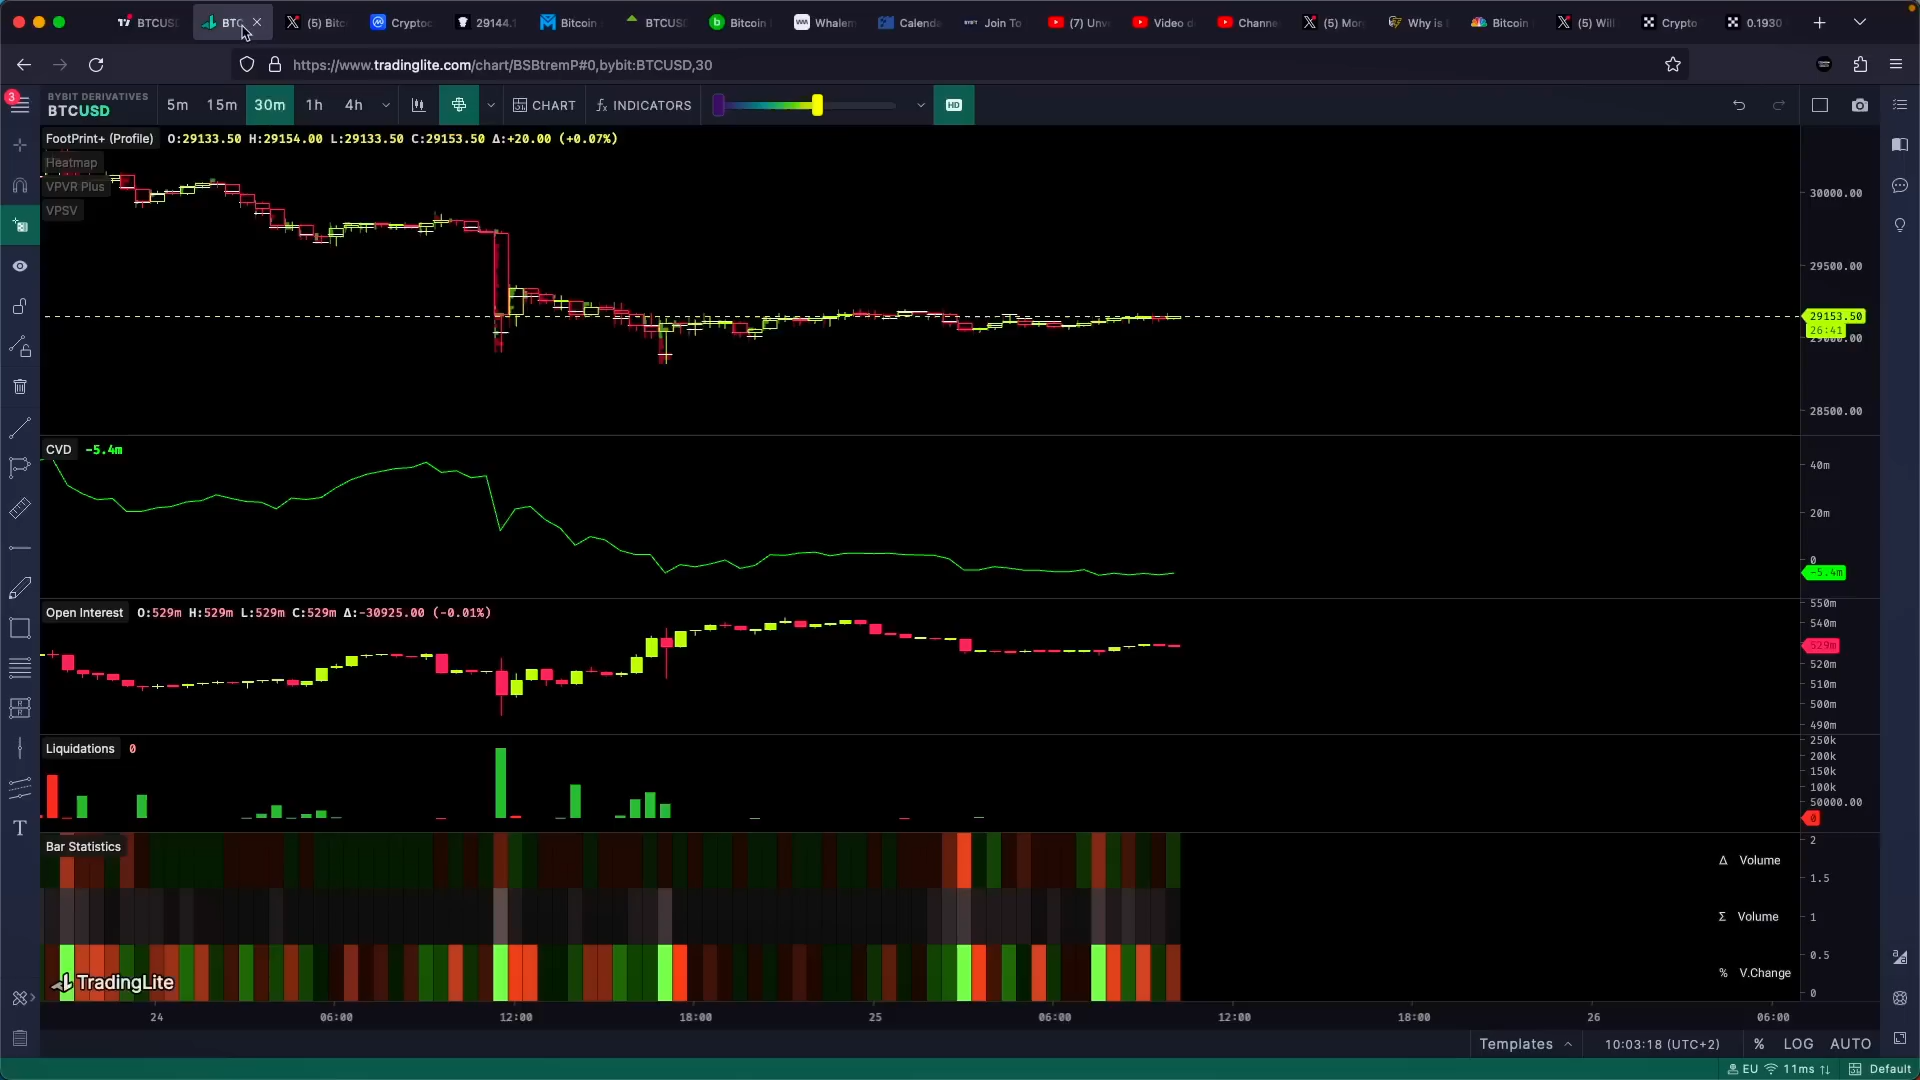 BTCUSD
BTC
(5) Bitc
Cryptoc
29144.
Bitcoin
BTCUSD
Bitcoin
Whalem
Calenda
Join To
(7) Unv
Video d
Channe
(5) Mon
Why is
Bitcoin
(5) Will
Crypto
0.1930
https://www.tradinglite.com/chart/BSBtremP#0,bybit:BTCUSD,30
3
BYBIT DERIVATIVES
BTCUSD
5m 15m 30m 1h 4h
CHART
INDICATORS
HD
FootPrint+ (Profile) O:29133.50 H:29154.00 L:29133.50 C:29153.50 Δ:+20.00 (+0.07%)
Heatmap
VPVR Plus
VPSV
30000.00
29500.00
29153.50
26:41
29000.00
28500.00
CVD -5.4m
40m
20m
0
-5.4m
Open Interest O:529m H:529m L:529m C:529m Δ:-30925.00 (-0.01%)
550m
540m
529m
520m
510m
500m
490m
Liquidations 0
250k
200k
150k
100k
50000.00
0
Bar Statistics
2
Δ Volume
1.5
Σ Volume
1
0.5
% V.Change
0
TradingLite
24 06:00 12:00 18:00 25 06:00 12:00 18:00 26 06:00
Templates 10:03:18 (UTC+2) % LOG AUTO
EU 11ms Default